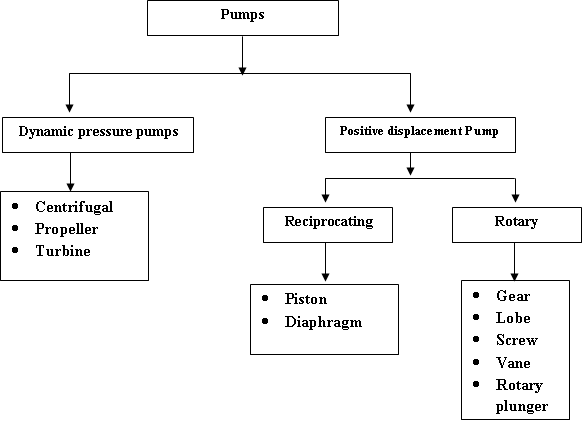 Pumps
Dynamic pressure pumps
Positive displacement Pump
Reciprocating
Rotary
• Centrifugal
• Propeller
• Turbine
• Piston
• Diaphragm
• Gear
• Lobe
• Screw
• Vane
• Rotary
plunger